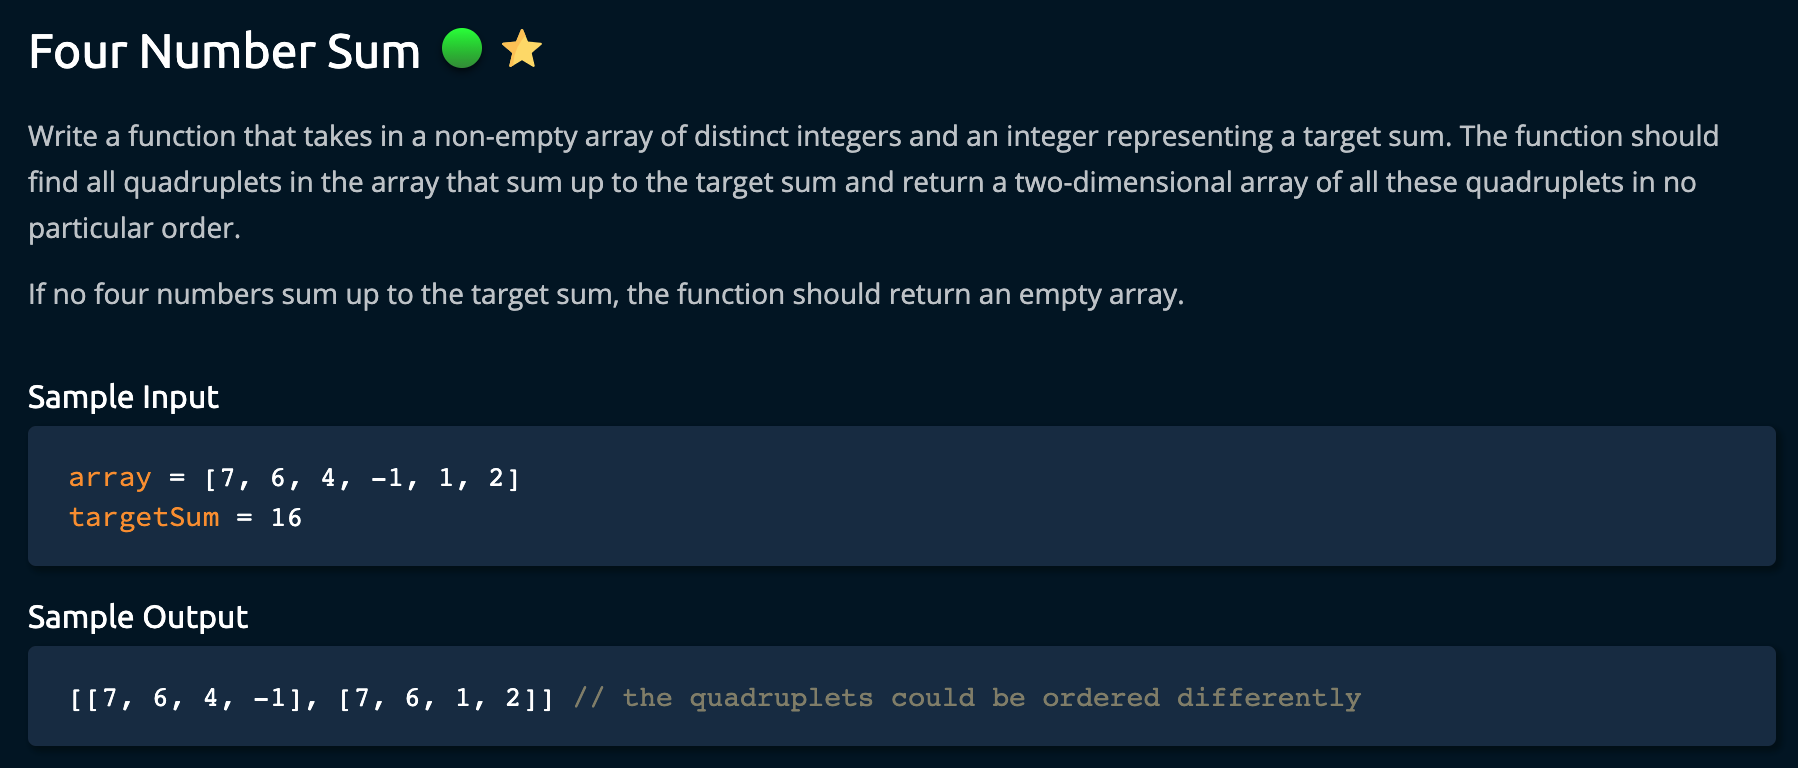 Four Number Sum
Write a function that takes in a non-empty array of distinct integers and an integer representing a target sum. The function should
find all quadruplets in the array that sum up to the target sum and return a two-dimensional array of all these quadruplets in no
particular order.
If no four numbers sum up to the target sum, the function should return an empty array.
Sample Input
array = [7, 6, 4, -1, 1, 2]
targetSum = 16
Sample Output
[[7, 6, 4, -1], [7, 6, 1, 2]] // the quadruplets could be ordered differently